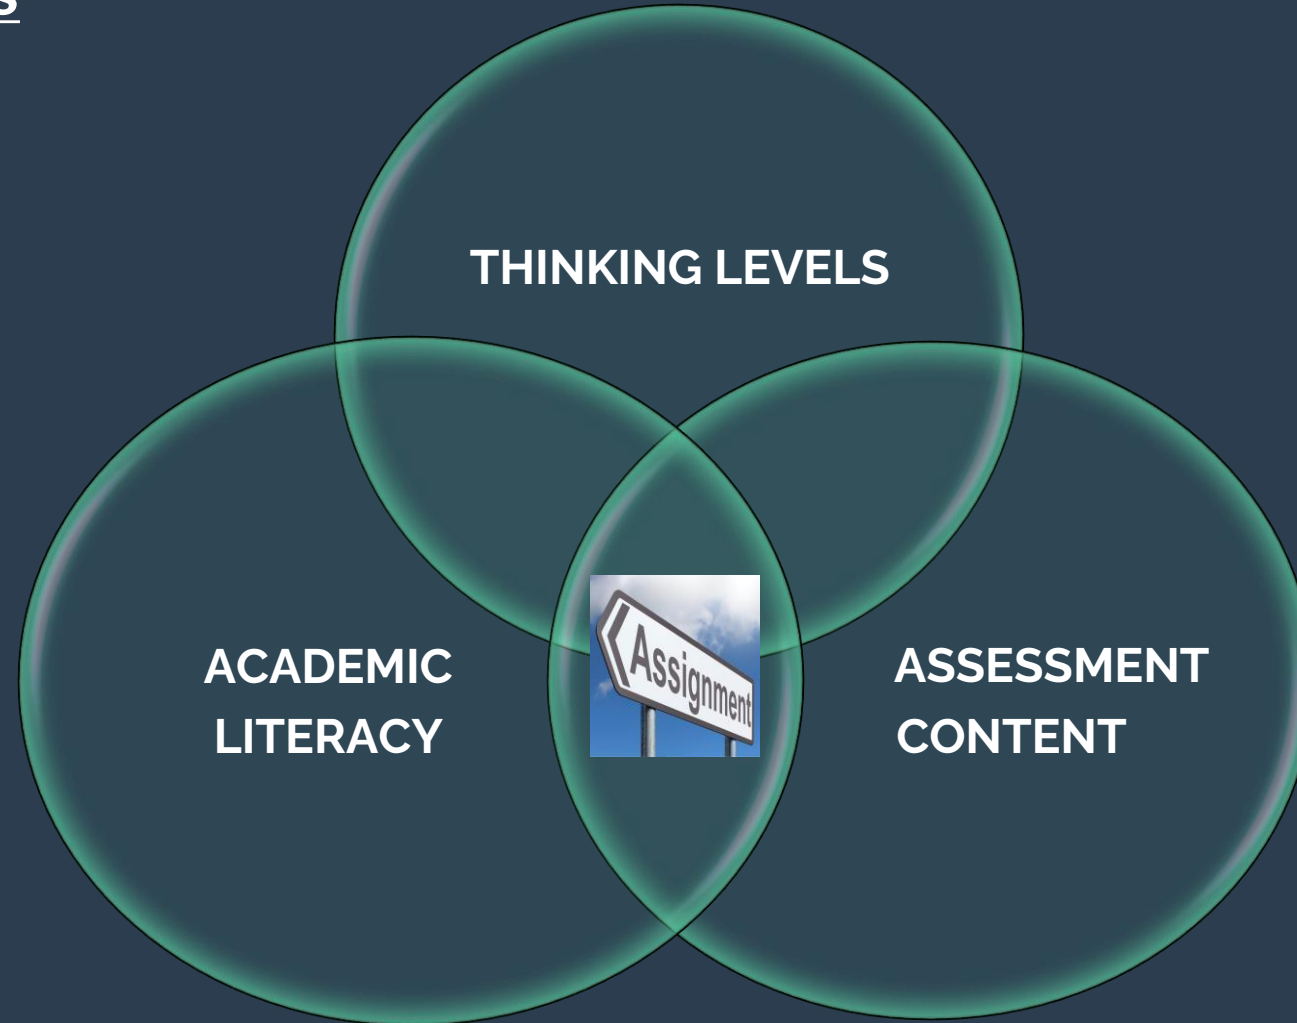 THINKING LEVELS
ACADEMIC
LITERACY
Assignment
ASSESSMENT
CONTENT